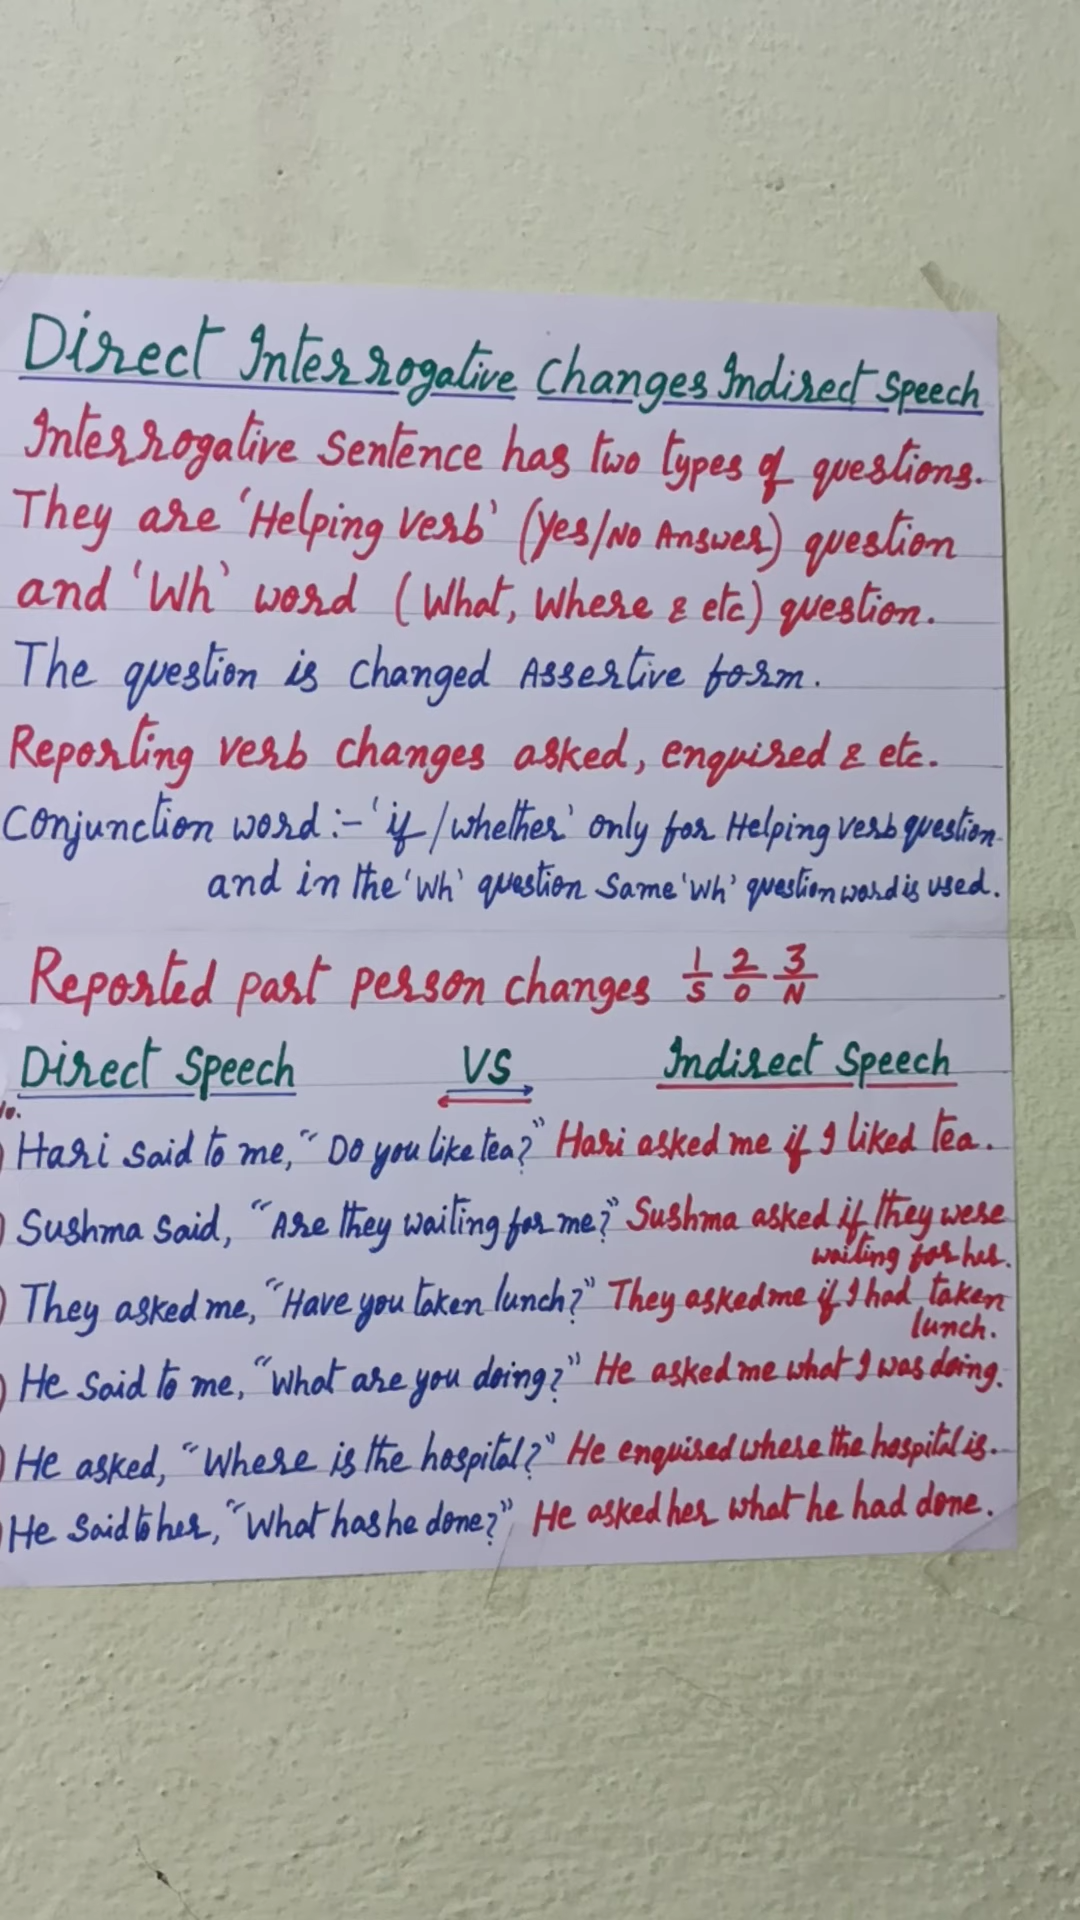 Direct Interrogative Changes Indirect Speech
Interrogative Sentence has two types of questions.
They are 'Helping verb' (Yes/No Answer) question
and 'Wh' word (What, Where & etc) question.
The question is changed Assertive form.
Reporting verb changes asked, enquired & etc.
Conjunction word :- 'if/whether' only for Helping verb question
and in the 'Wh' question same 'Wh' question word is used.
Reported part person changes 1/S 2/O 3/N
Direct Speech VS Indirect Speech
No.
Hari said to me, "Do you like tea?" Hari asked me if I liked tea.
Sushma said, "Are they waiting for me?" Sushma asked if they were
waiting for her.
They asked me, "Have you taken lunch?" They asked me if I had taken
lunch.
He said to me, "What are you doing?" He asked me what I was doing.
He asked, "Where is the hospital?" He enquired where the hospital is.
He said to her, "What has he done?" He asked her what he had done.